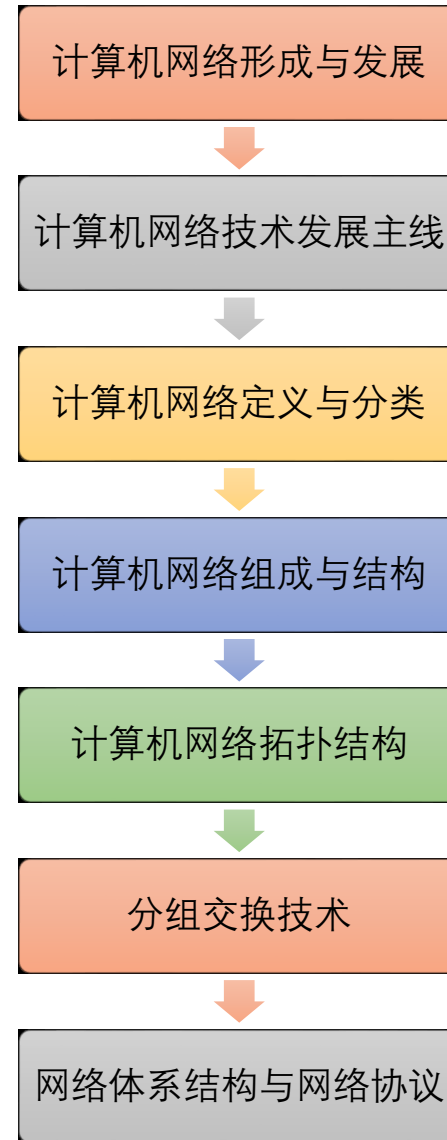 计算机网络形成与发展
计算机网络技术发展主线
计算机网络定义与分类
计算机网络组成与结构
计算机网络拓扑结构
分组交换技术
网络体系结构与网络协议